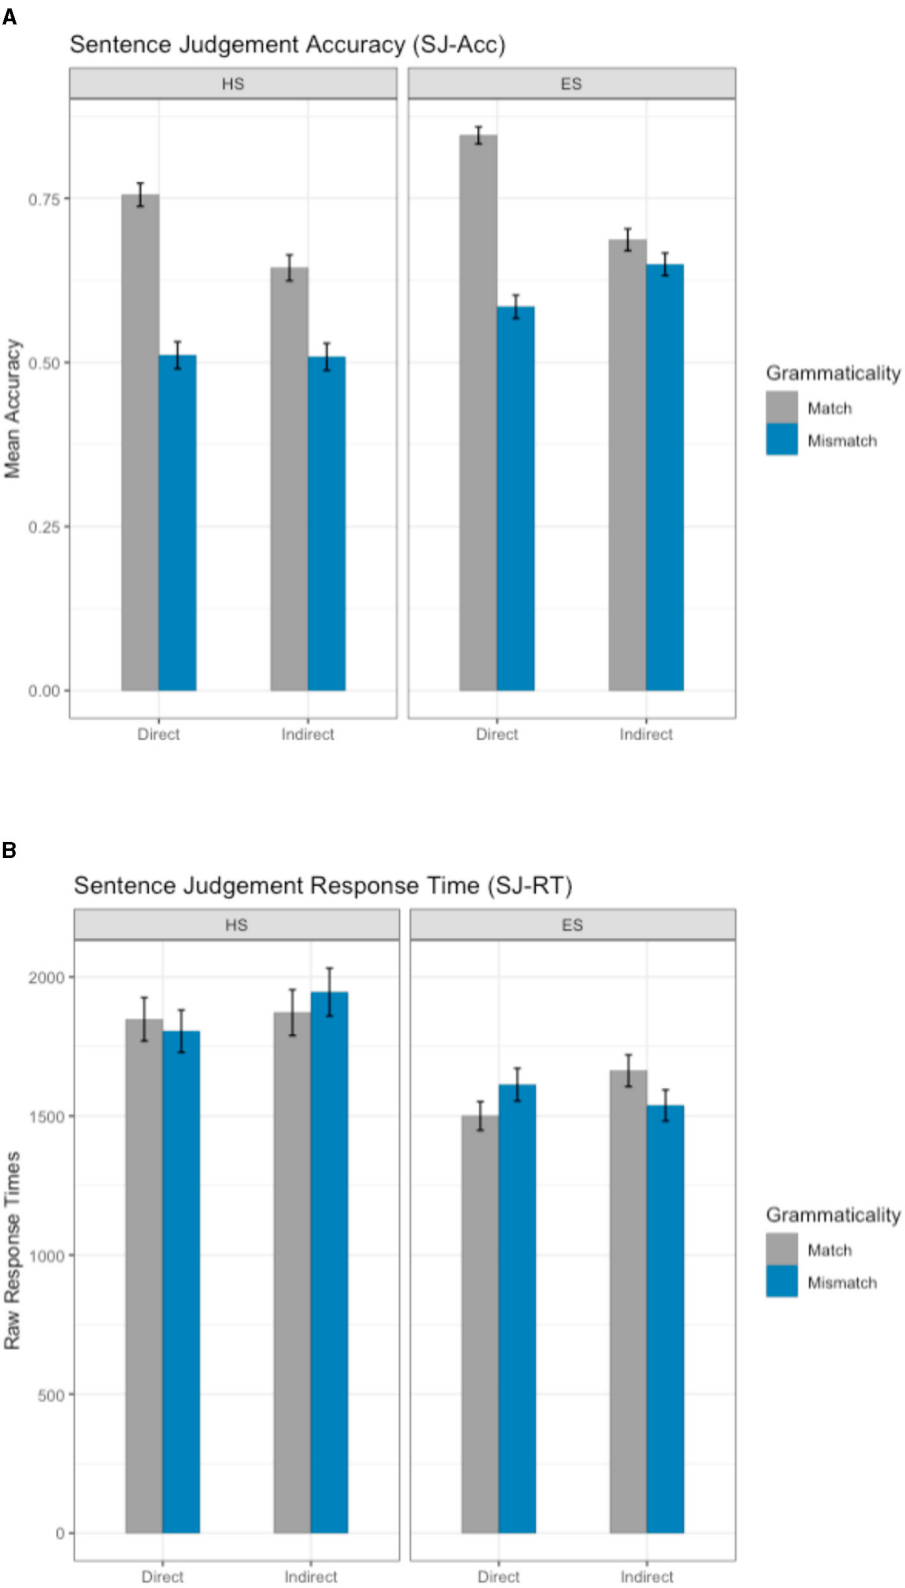 A
Sentence Judgement Accuracy (SJ-Acc)
HS ES
Mean Accuracy
0.75
0.50
0.25
0.00
Direct Indirect Direct Indirect
Grammaticality
Match
Mismatch
B
Sentence Judgement Response Time (SJ-RT)
HS ES
Raw Response Times
2000
1500
1000
500
0
Direct Indirect Direct Indirect
Grammaticality
Match
Mismatch